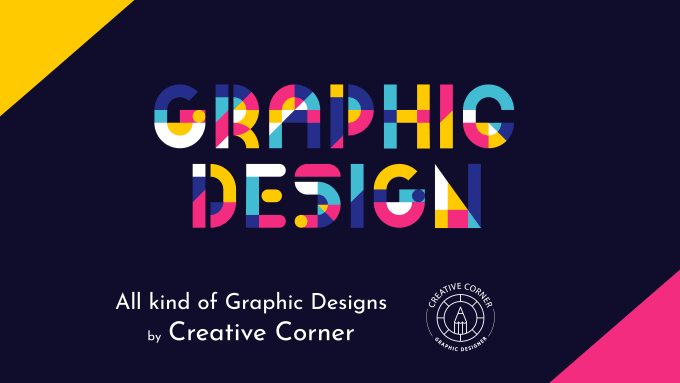 GRAPHIC
DESIGN
All kind of Graphic Designs
by Creative Corner
CREATIVE CORNER
GRAPHIC DESIGNER